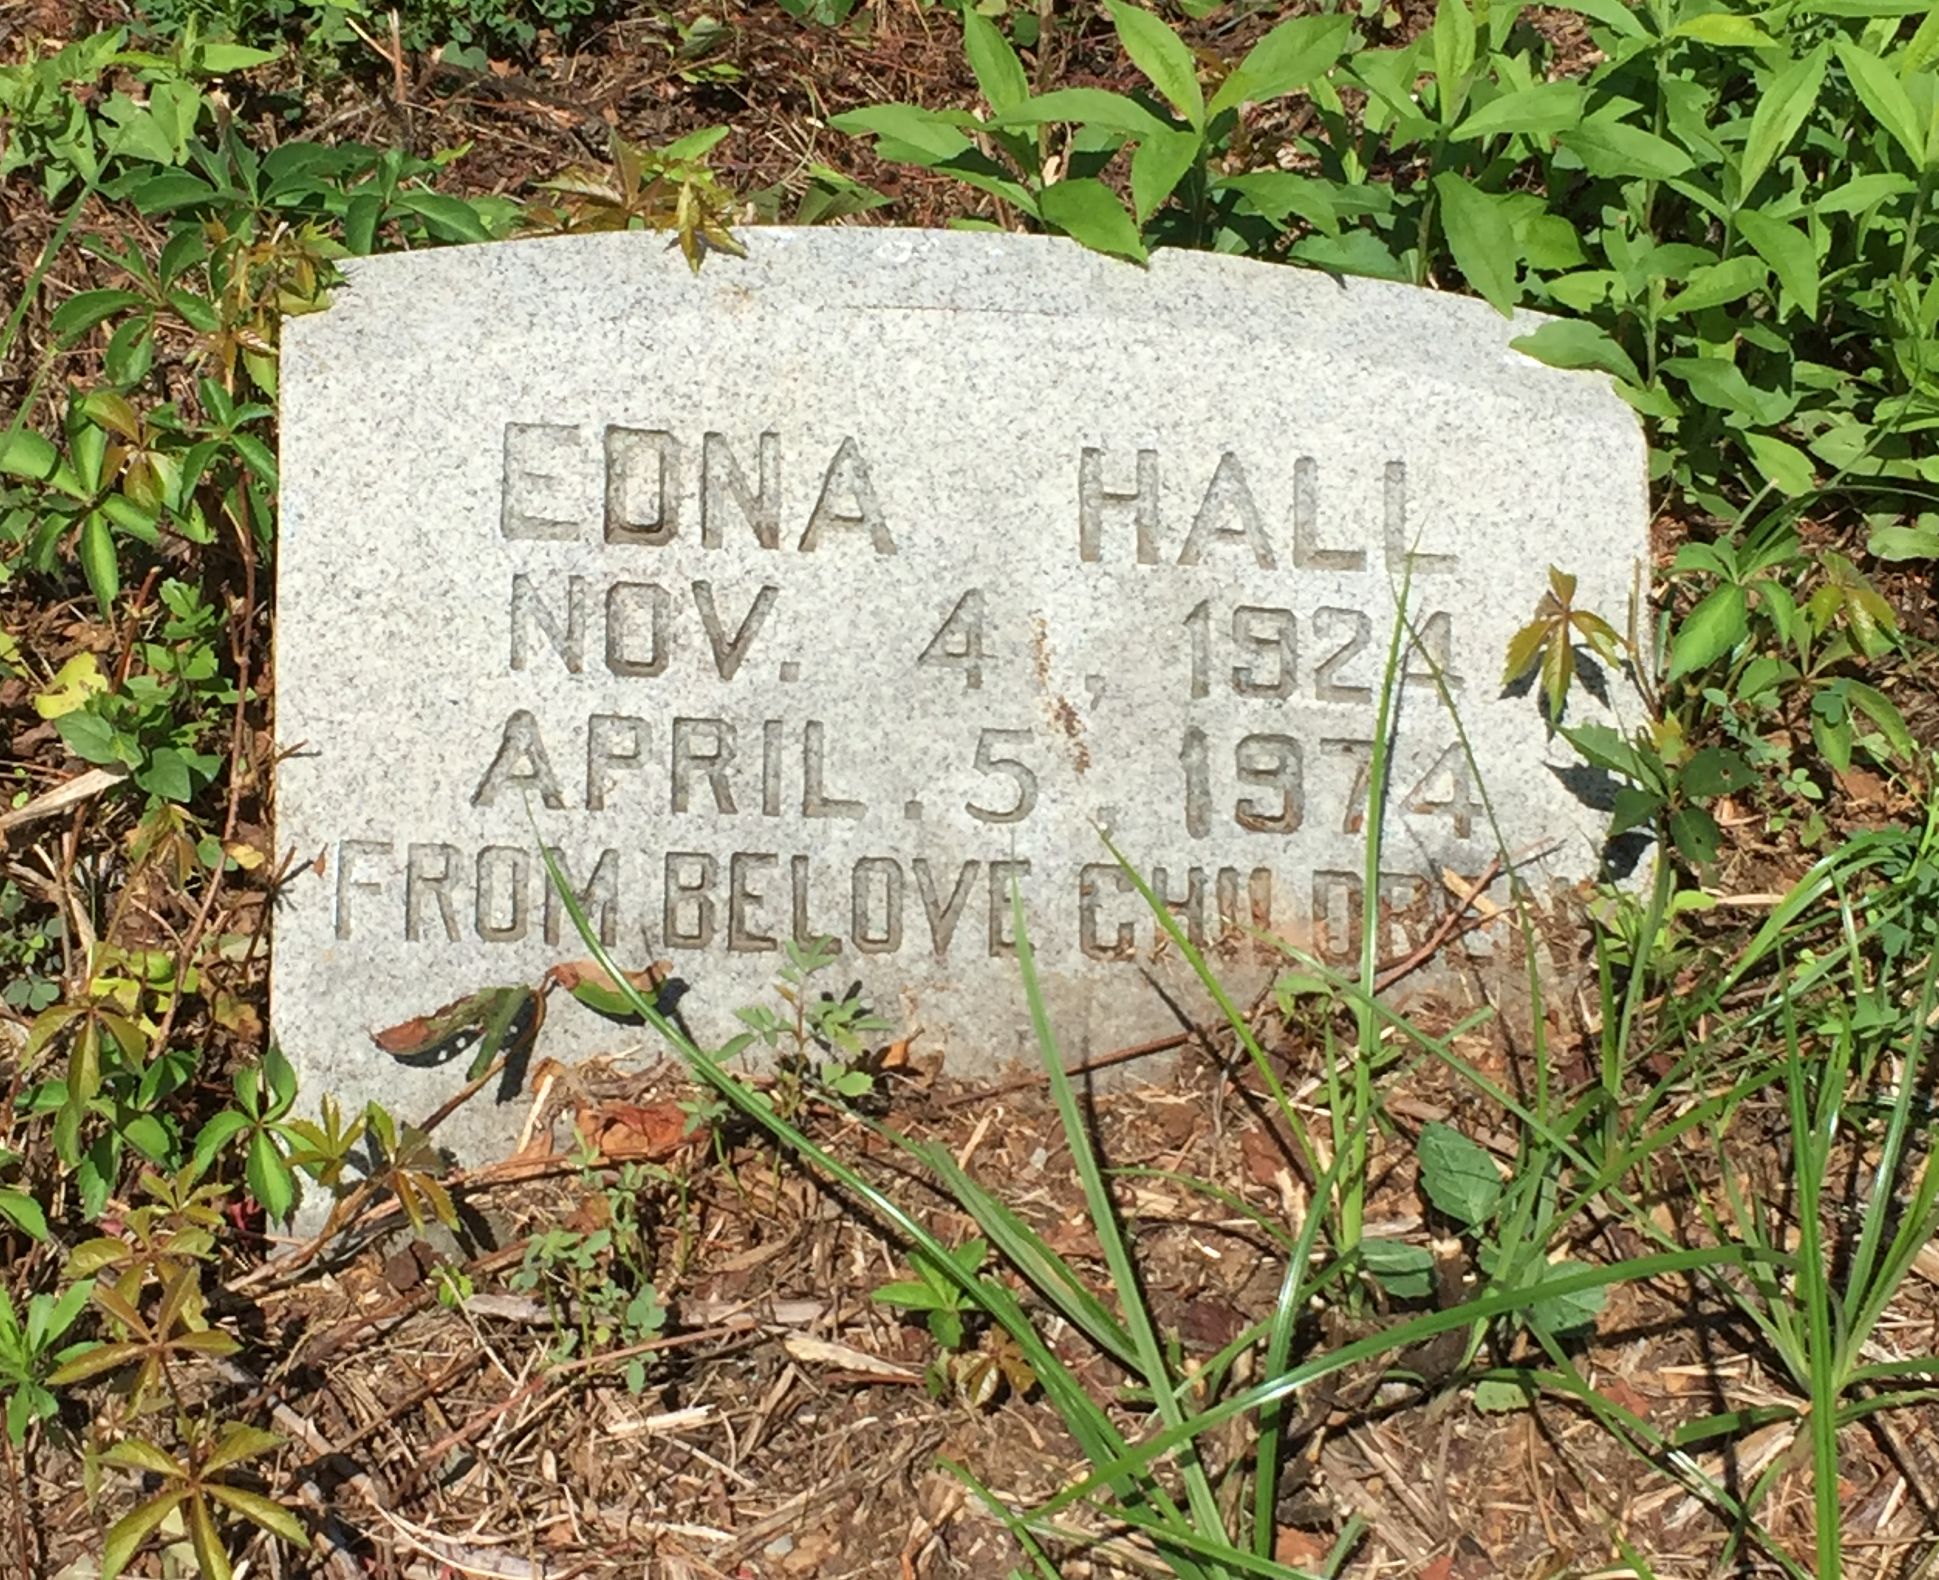 EDNA HALL
NOV. 4, 1924
APRIL. 5, 1974
FROM BELOVE CHILDREN